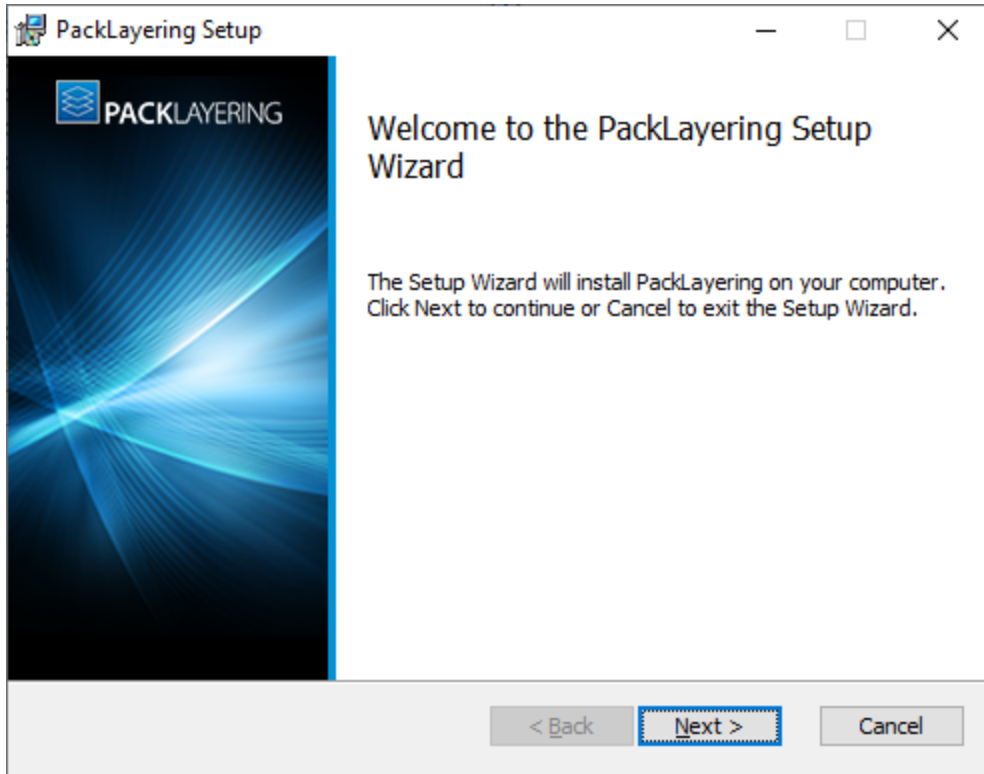 PackLayering Setup
PACKLAYERING
Welcome to the PackLayering Setup
Wizard
The Setup Wizard will install PackLayering on your computer.
Click Next to continue or Cancel to exit the Setup Wizard.
< Back
Next >
Cancel